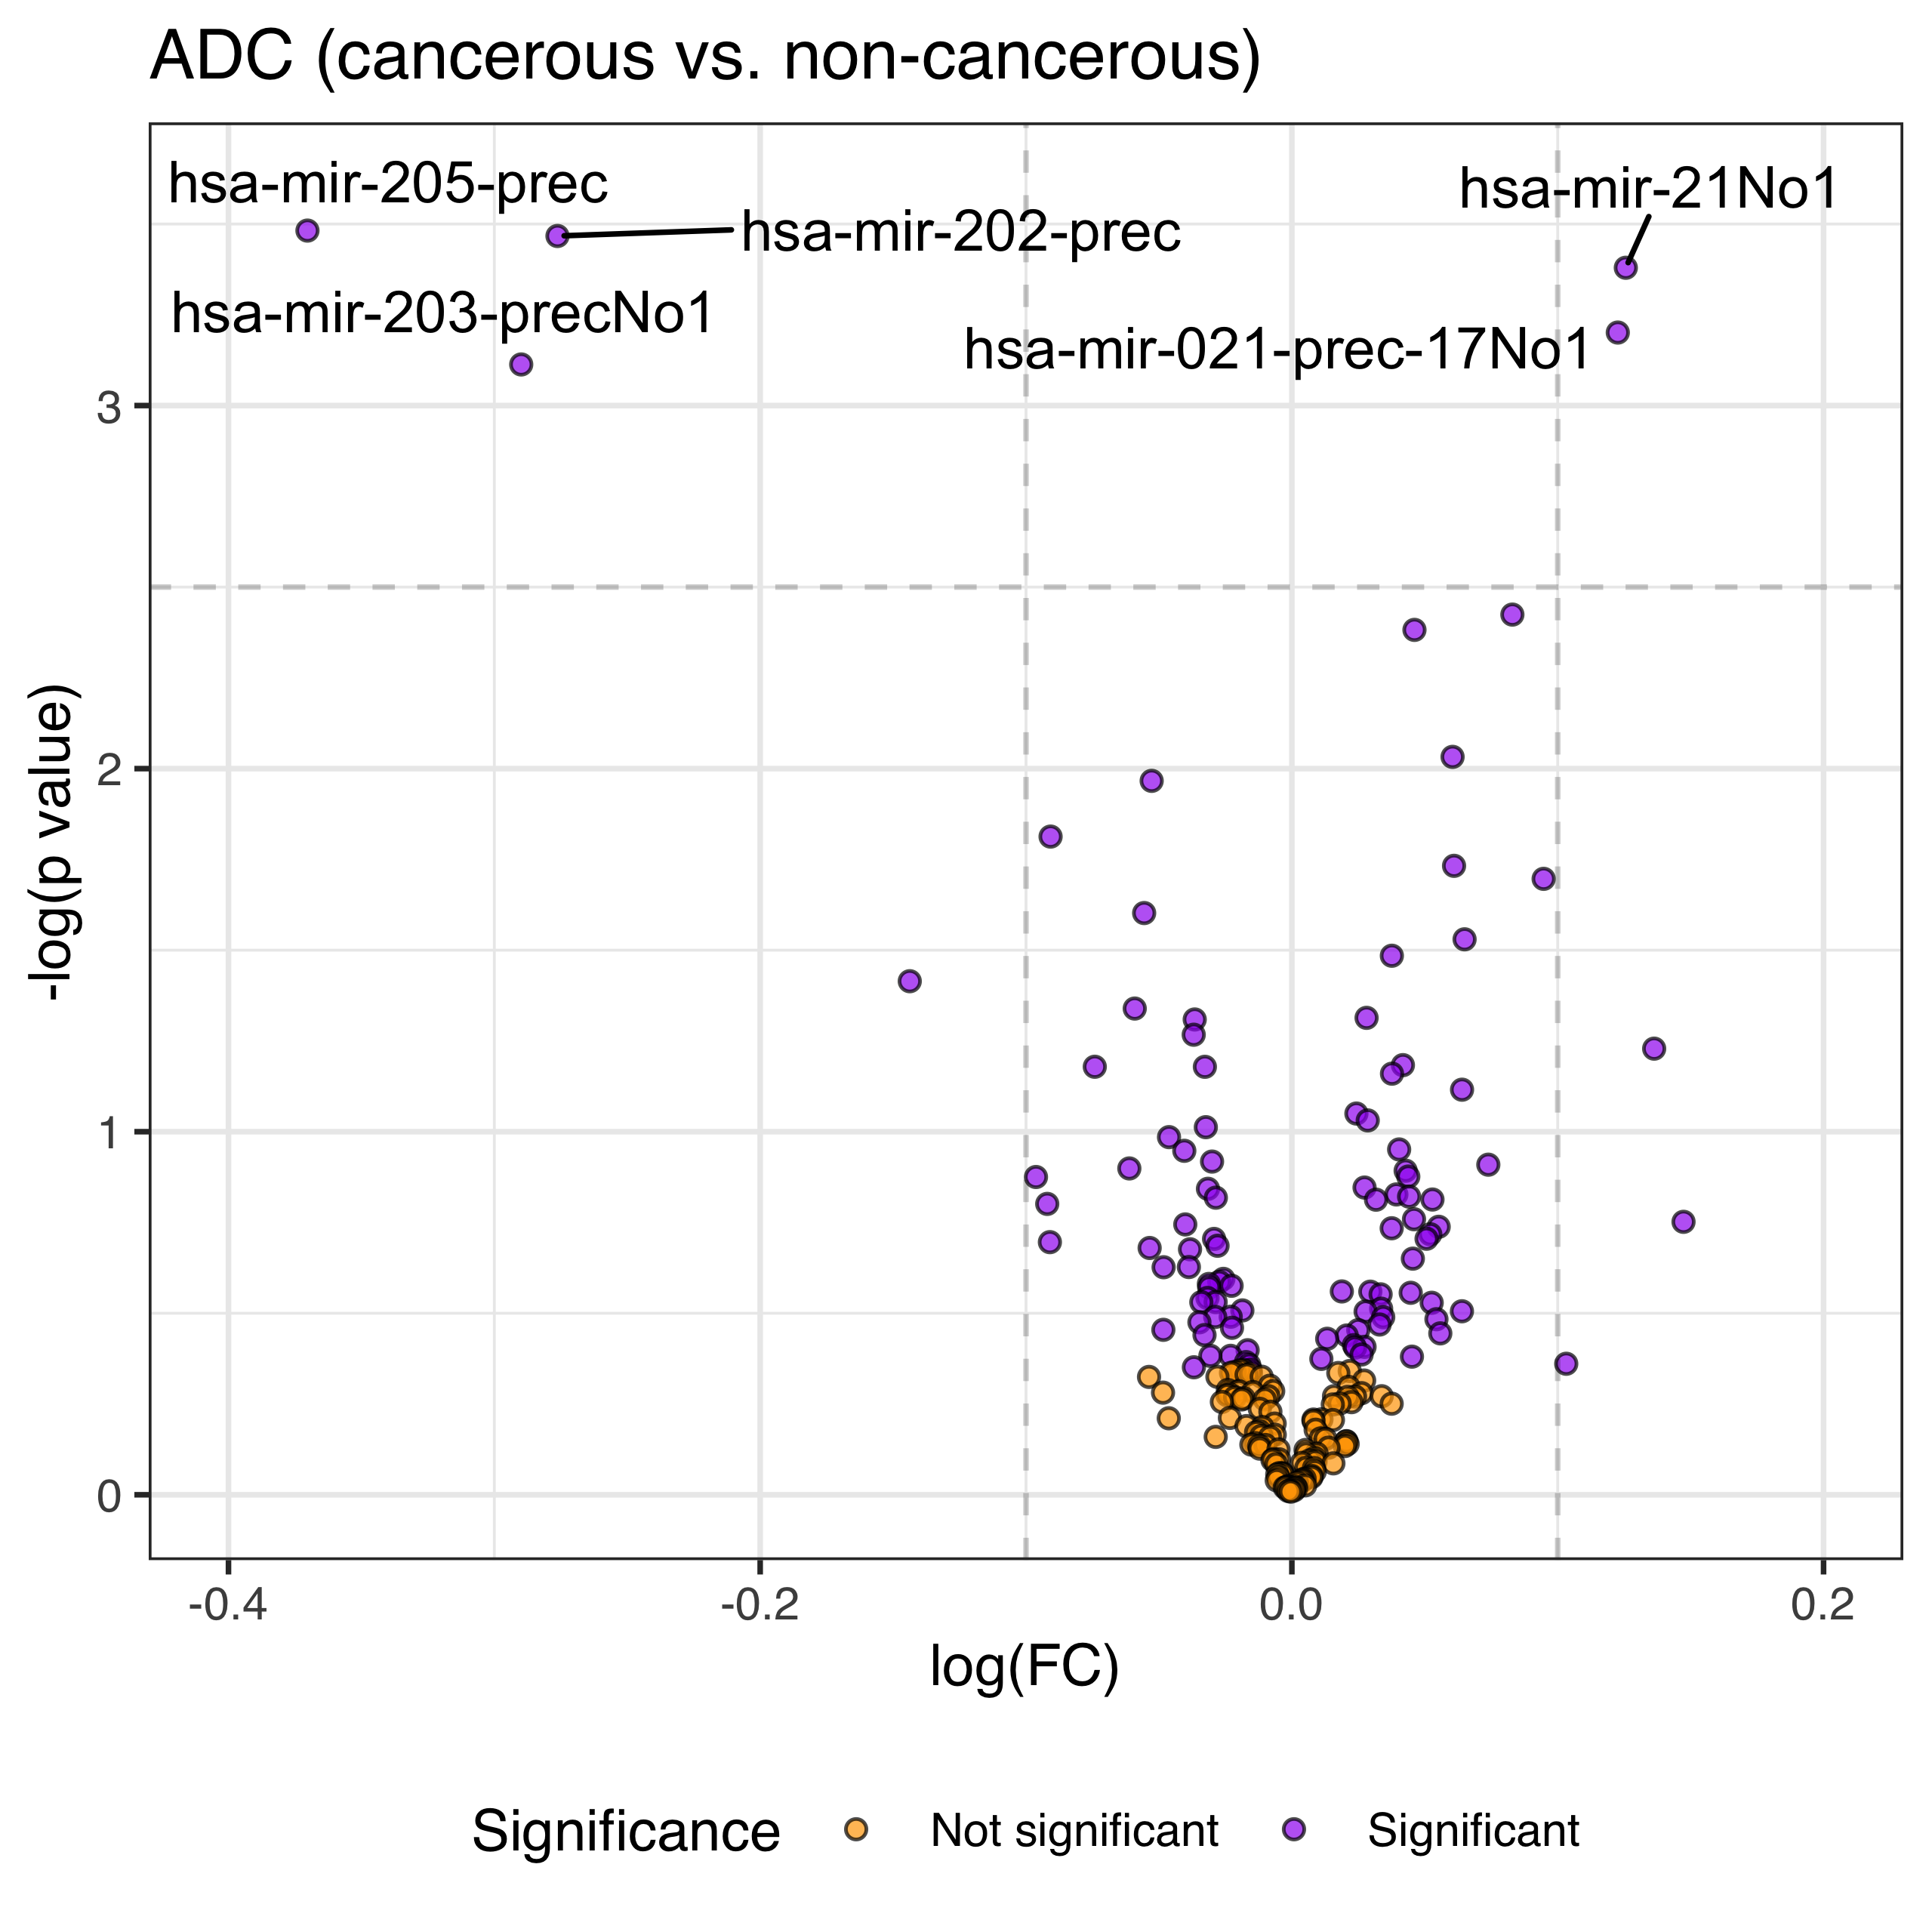 ADC (cancerous vs. non-cancerous)
hsa-mir-205-prec
hsa-mir-21No1
hsa-mir-202-prec
hsa-mir-203-precNo1
hsa-mir-021-prec-17No1
3
2
1
0
-log(p value)
-0.4
-0.2
0.0
0.2
log(FC)
Significance
Not significant
Significant